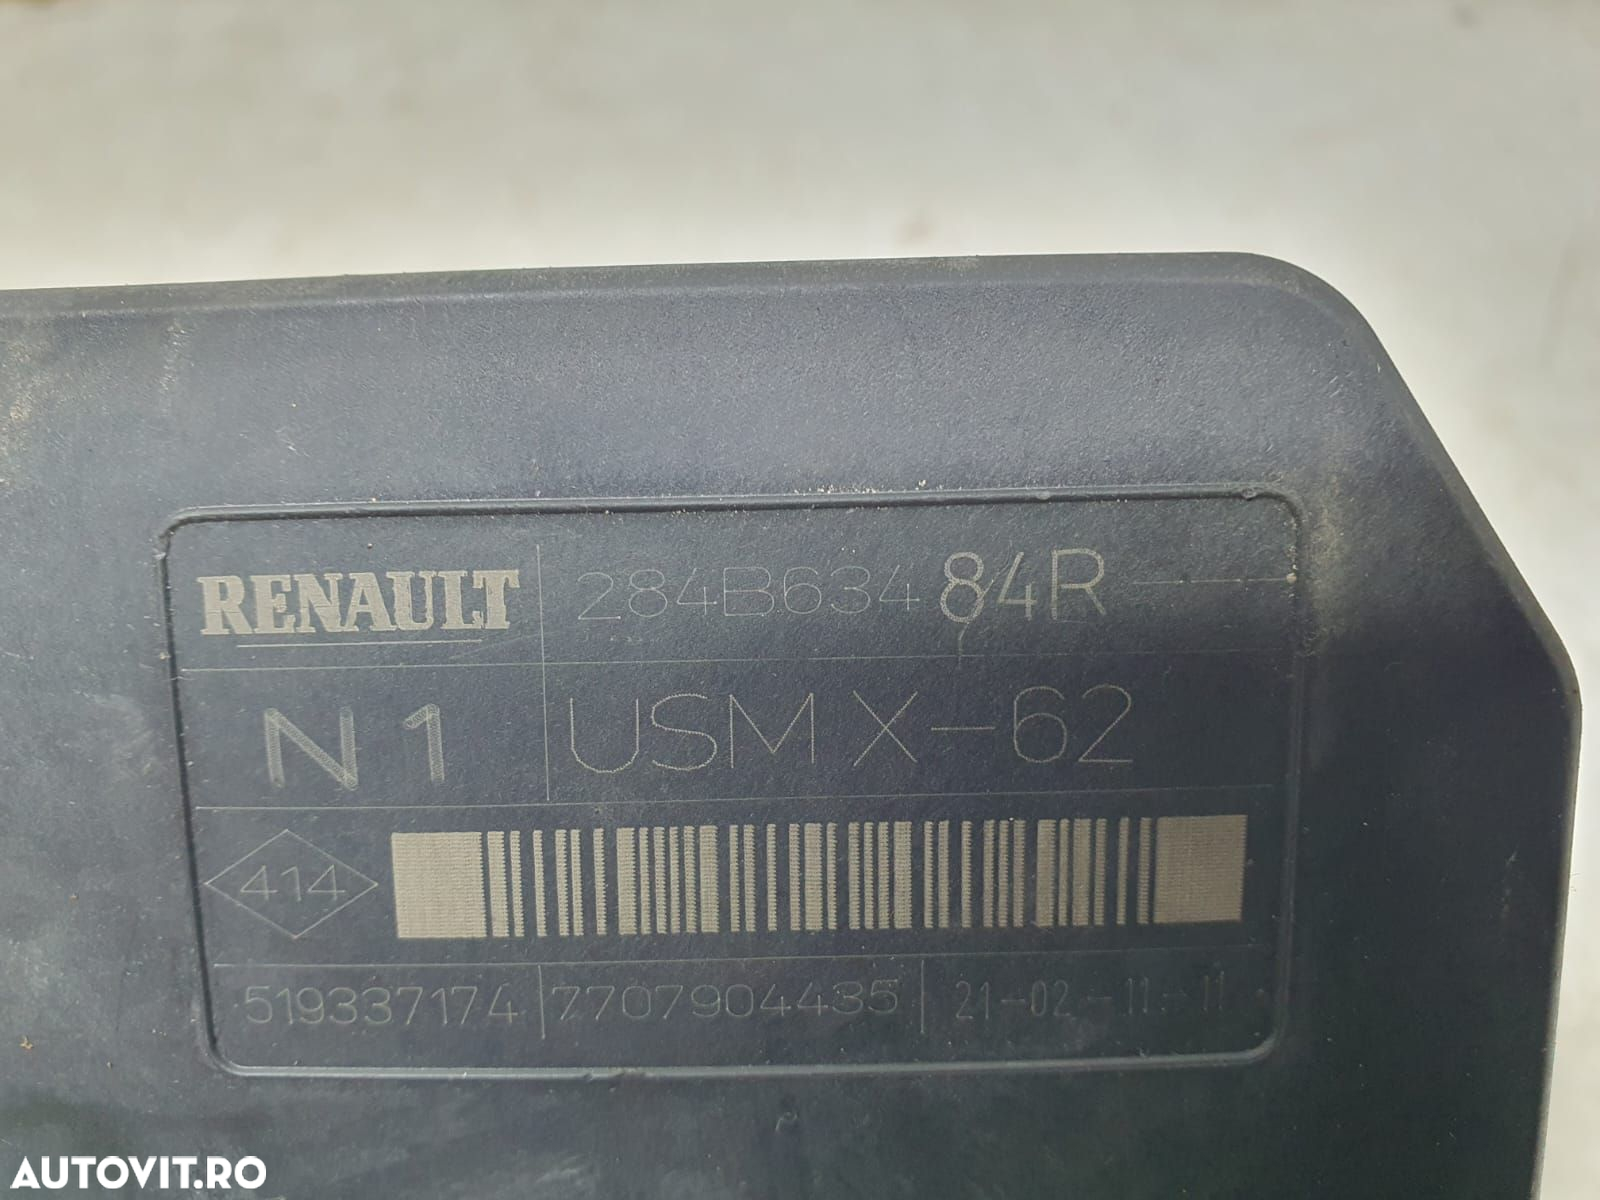 RENAULT 284B63484R
N1 USM X-62
414
519337174 7707904435 21-02-11-11
AUTOVIT.RO